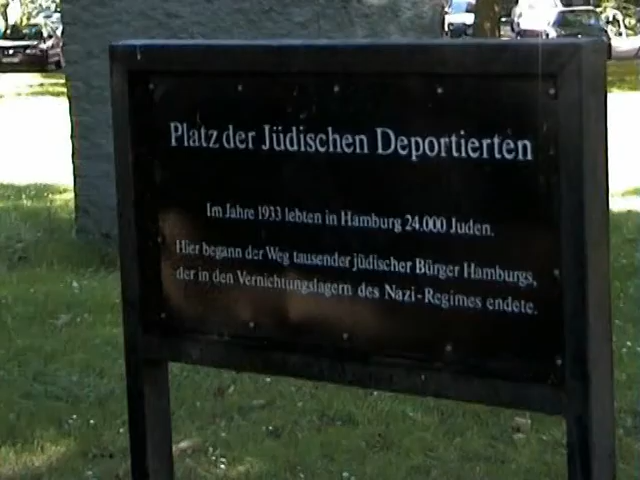 Platz der Jüdischen Deportierten
Im Jahre 1933 lebten in Hamburg 24.000 Juden.
Hier begann der Weg tausender jüdischer Bürger Hamburgs,
der in den Vernichtungslagern des Nazi-Regimes endete.